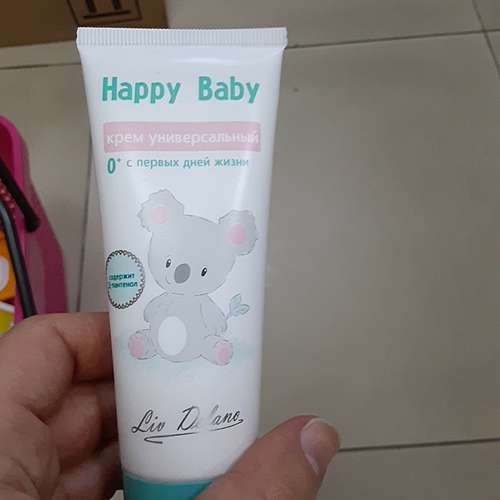 Happy Baby
крем универсальный
0+ с первых дней жизни
содержит
Д-пантенол
Liv Delano